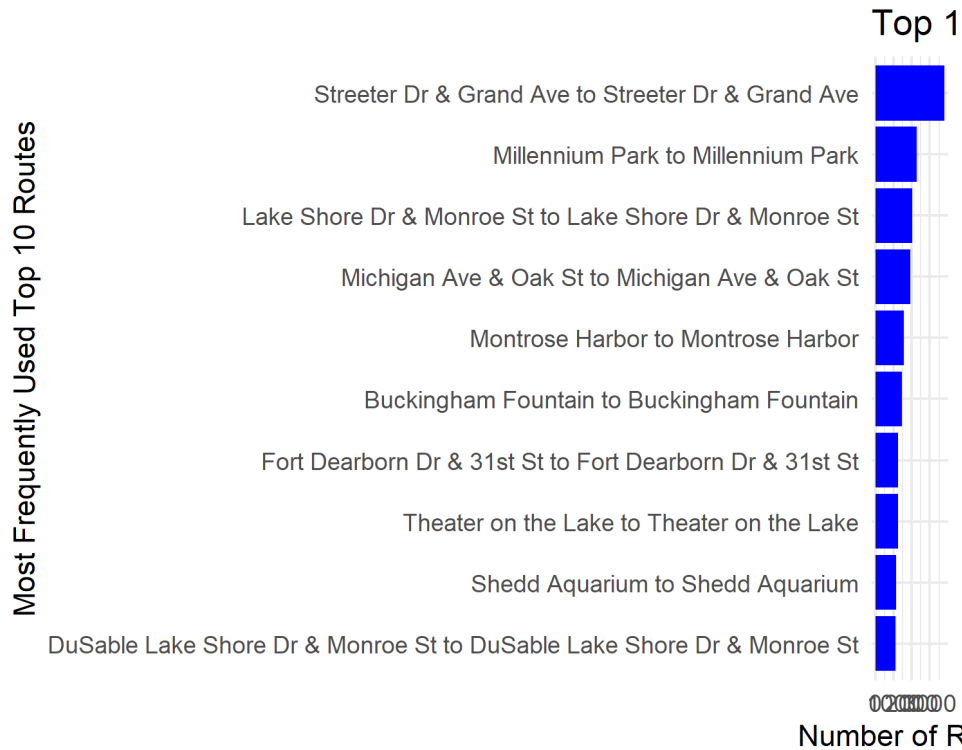 Top 1
Most Frequently Used Top 10 Routes
Streeter Dr & Grand Ave to Streeter Dr & Grand Ave
Millennium Park to Millennium Park
Lake Shore Dr & Monroe St to Lake Shore Dr & Monroe St
Michigan Ave & Oak St to Michigan Ave & Oak St
Montrose Harbor to Montrose Harbor
Buckingham Fountain to Buckingham Fountain
Fort Dearborn Dr & 31st St to Fort Dearborn Dr & 31st St
Theater on the Lake to Theater on the Lake
Shedd Aquarium to Shedd Aquarium
DuSable Lake Shore Dr & Monroe St to DuSable Lake Shore Dr & Monroe St
Number of R